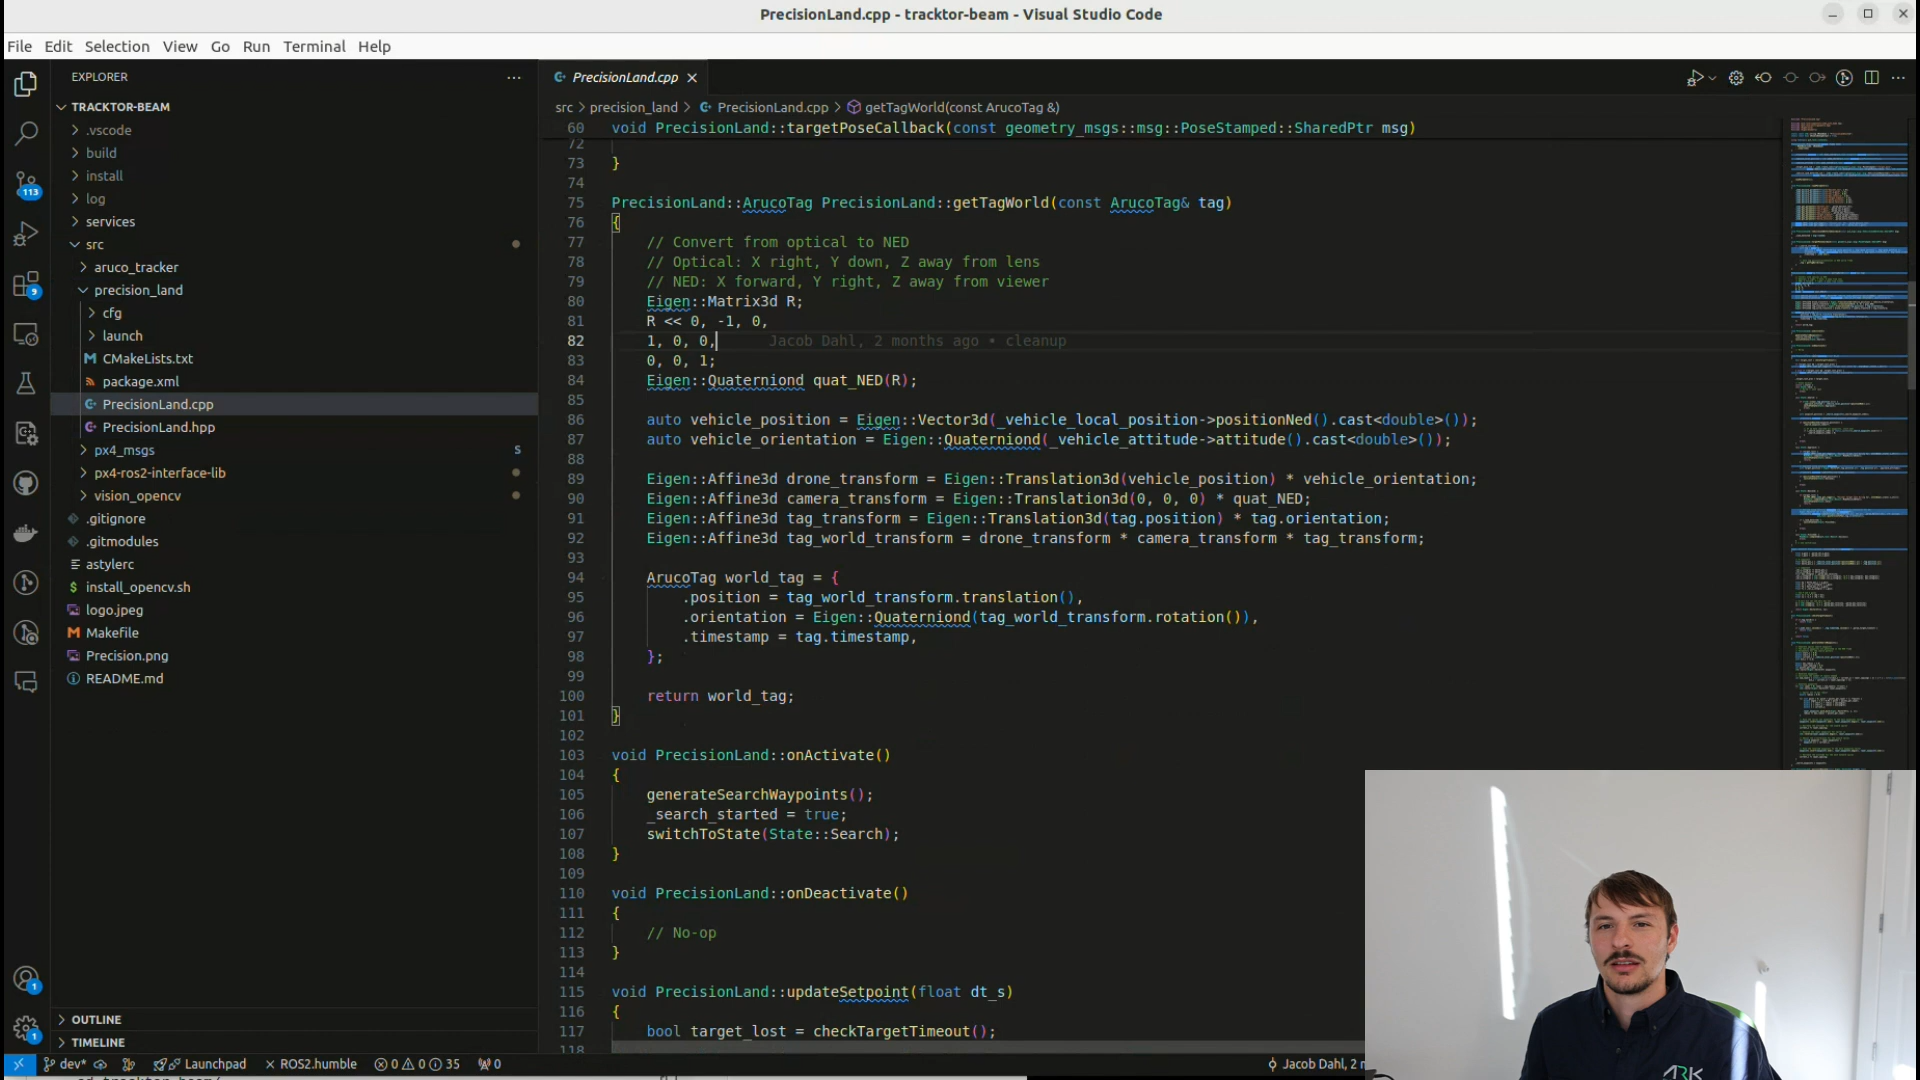 PrecisionLand.cpp - tracktor-beam - Visual Studio Code
File Edit Selection View Go Run Terminal Help
EXPLORER
TRACKTOR-BEAM
.vscode
build
install
log
services
src
aruco_tracker
precision_land
cfg
launch
CMakeLists.txt
package.xml
PrecisionLand.cpp
PrecisionLand.hpp
px4_msgs S
px4-ros2-interface-lib
vision_opencv
.gitignore
.gitmodules
astylerc
install_opencv.sh
logo.jpeg
Makefile
Precision.png
README.md
OUTLINE
TIMELINE
113
9
1
1
PrecisionLand.cpp
src > precision_land > PrecisionLand.cpp > getTagWorld(const ArucoTag &)
60 void PrecisionLand::targetPoseCallback(const geometry_msgs::msg::PoseStamped::SharedPtr msg)
72
73 }
74
75 PrecisionLand::ArucoTag PrecisionLand::getTagWorld(const ArucoTag& tag)
76 {
77 // Convert from optical to NED
78 // Optical: X right, Y down, Z away from lens
79 // NED: X forward, Y right, Z away from viewer
80 Eigen::Matrix3d R;
81 R << 0, -1, 0,
82 1, 0, 0, Jacob Dahl, 2 months ago • cleanup
83 0, 0, 1;
84 Eigen::Quaterniond quat_NED(R);
85
86 auto vehicle_position = Eigen::Vector3d(_vehicle_local_position->positionNed().cast<double>());
87 auto vehicle_orientation = Eigen::Quaterniond(_vehicle_attitude->attitude().cast<double>());
88
89 Eigen::Affine3d drone_transform = Eigen::Translation3d(vehicle_position) * vehicle_orientation;
90 Eigen::Affine3d camera_transform = Eigen::Translation3d(0, 0, 0) * quat_NED;
91 Eigen::Affine3d tag_transform = Eigen::Translation3d(tag.position) * tag.orientation;
92 Eigen::Affine3d tag_world_transform = drone_transform * camera_transform * tag_transform;
93
94 ArucoTag world_tag = {
95 .position = tag_world_transform.translation(),
96 .orientation = Eigen::Quaterniond(tag_world_transform.rotation()),
97 .timestamp = tag.timestamp,
98 };
99
100 return world_tag;
101 }
102
103 void PrecisionLand::onActivate()
104 {
105 generateSearchWaypoints();
106 _search_started = true;
107 switchToState(State::Search);
108 }
109
110 void PrecisionLand::onDeactivate()
111 {
112 // No-op
113 }
114
115 void PrecisionLand::updateSetpoint(float dt_s)
116 {
117 bool target_lost = checkTargetTimeout();
118
dev* Launchpad ROS2.humble 0 0 35 0 Jacob Dahl, 2 m
ARK